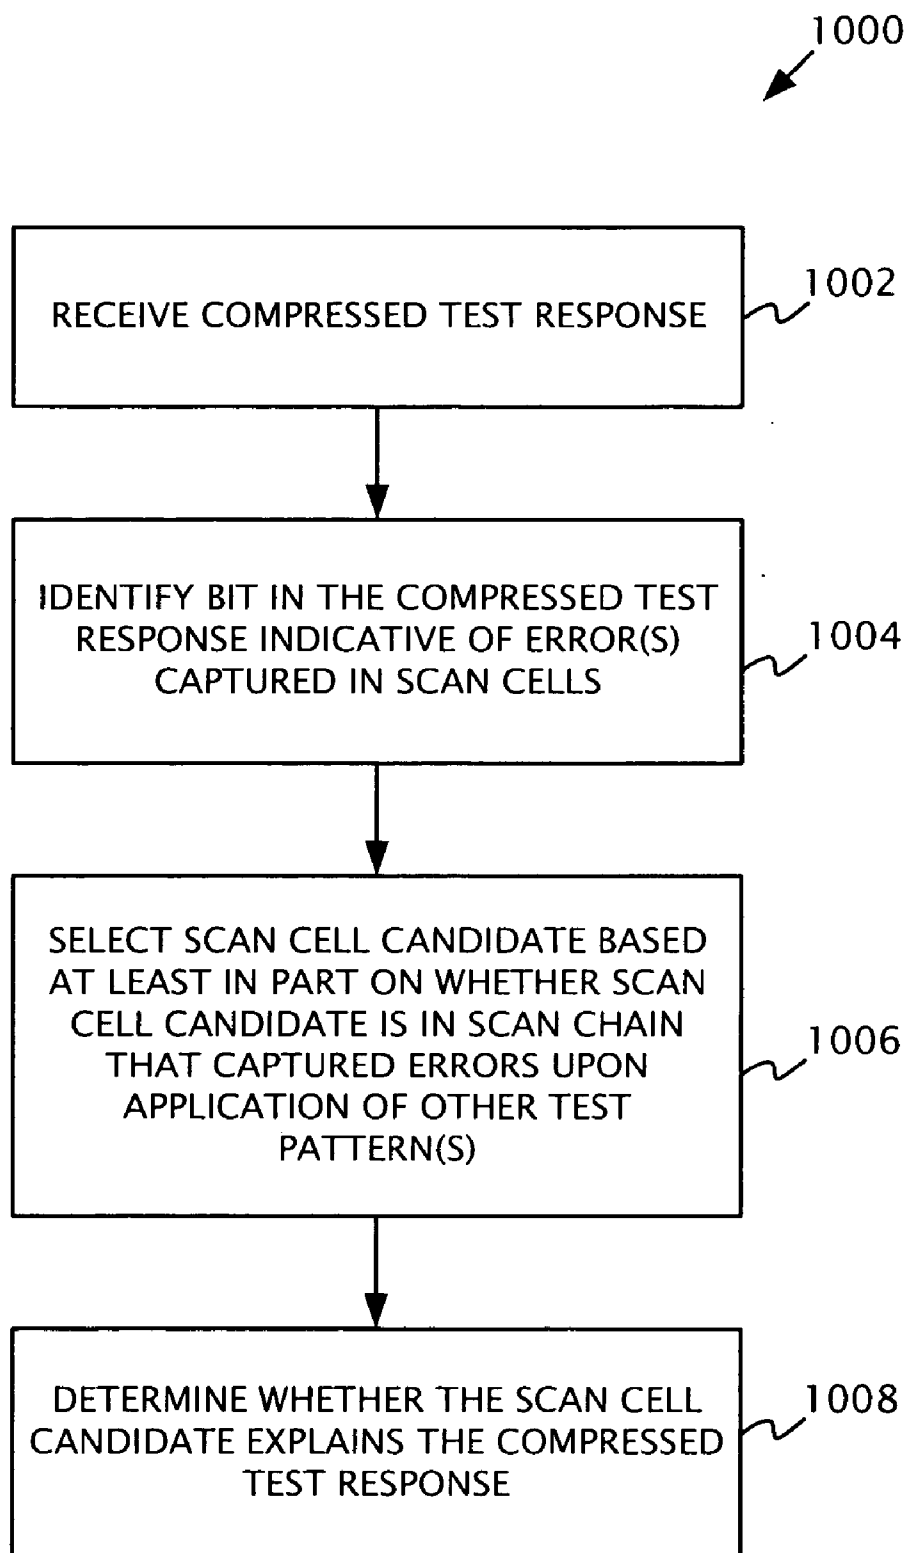 1000
RECEIVE COMPRESSED TEST RESPONSE
1002
IDENTIFY BIT IN THE COMPRESSED TEST
RESPONSE INDICATIVE OF ERROR(S)
CAPTURED IN SCAN CELLS
1004
SELECT SCAN CELL CANDIDATE BASED
AT LEAST IN PART ON WHETHER SCAN
CELL CANDIDATE IS IN SCAN CHAIN
THAT CAPTURED ERRORS UPON
APPLICATION OF OTHER TEST
PATTERN(S)
1006
DETERMINE WHETHER THE SCAN CELL
CANDIDATE EXPLAINS THE COMPRESSED
TEST RESPONSE
1008